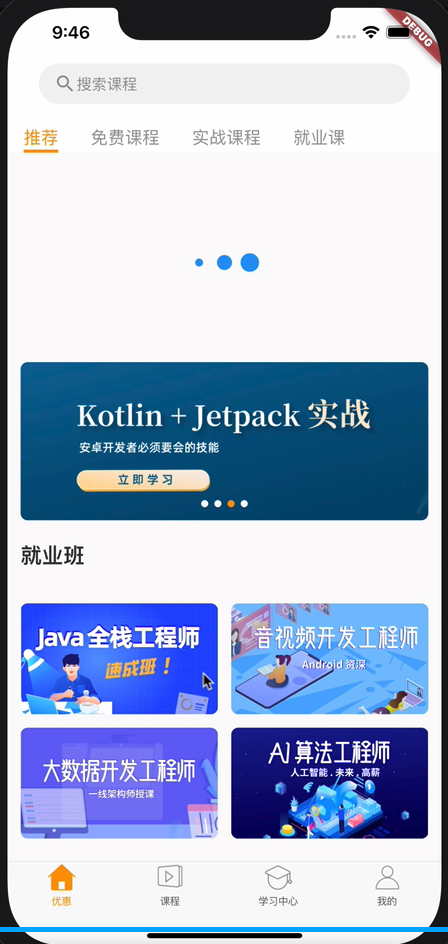 9:46
DEBUG
搜索课程
推荐 免费课程 实战课程 就业课
Kotlin + Jetpack 实战
安卓开发者必须要会的技能
立即学习
就业班
Java 全栈工程师
速成班！
音视频开发工程师
Android 资深
大数据开发工程师
一线架构师授课
AI 算法工程师
人工智能 . 未来 , 高薪
优惠 课程 学习中心 我的